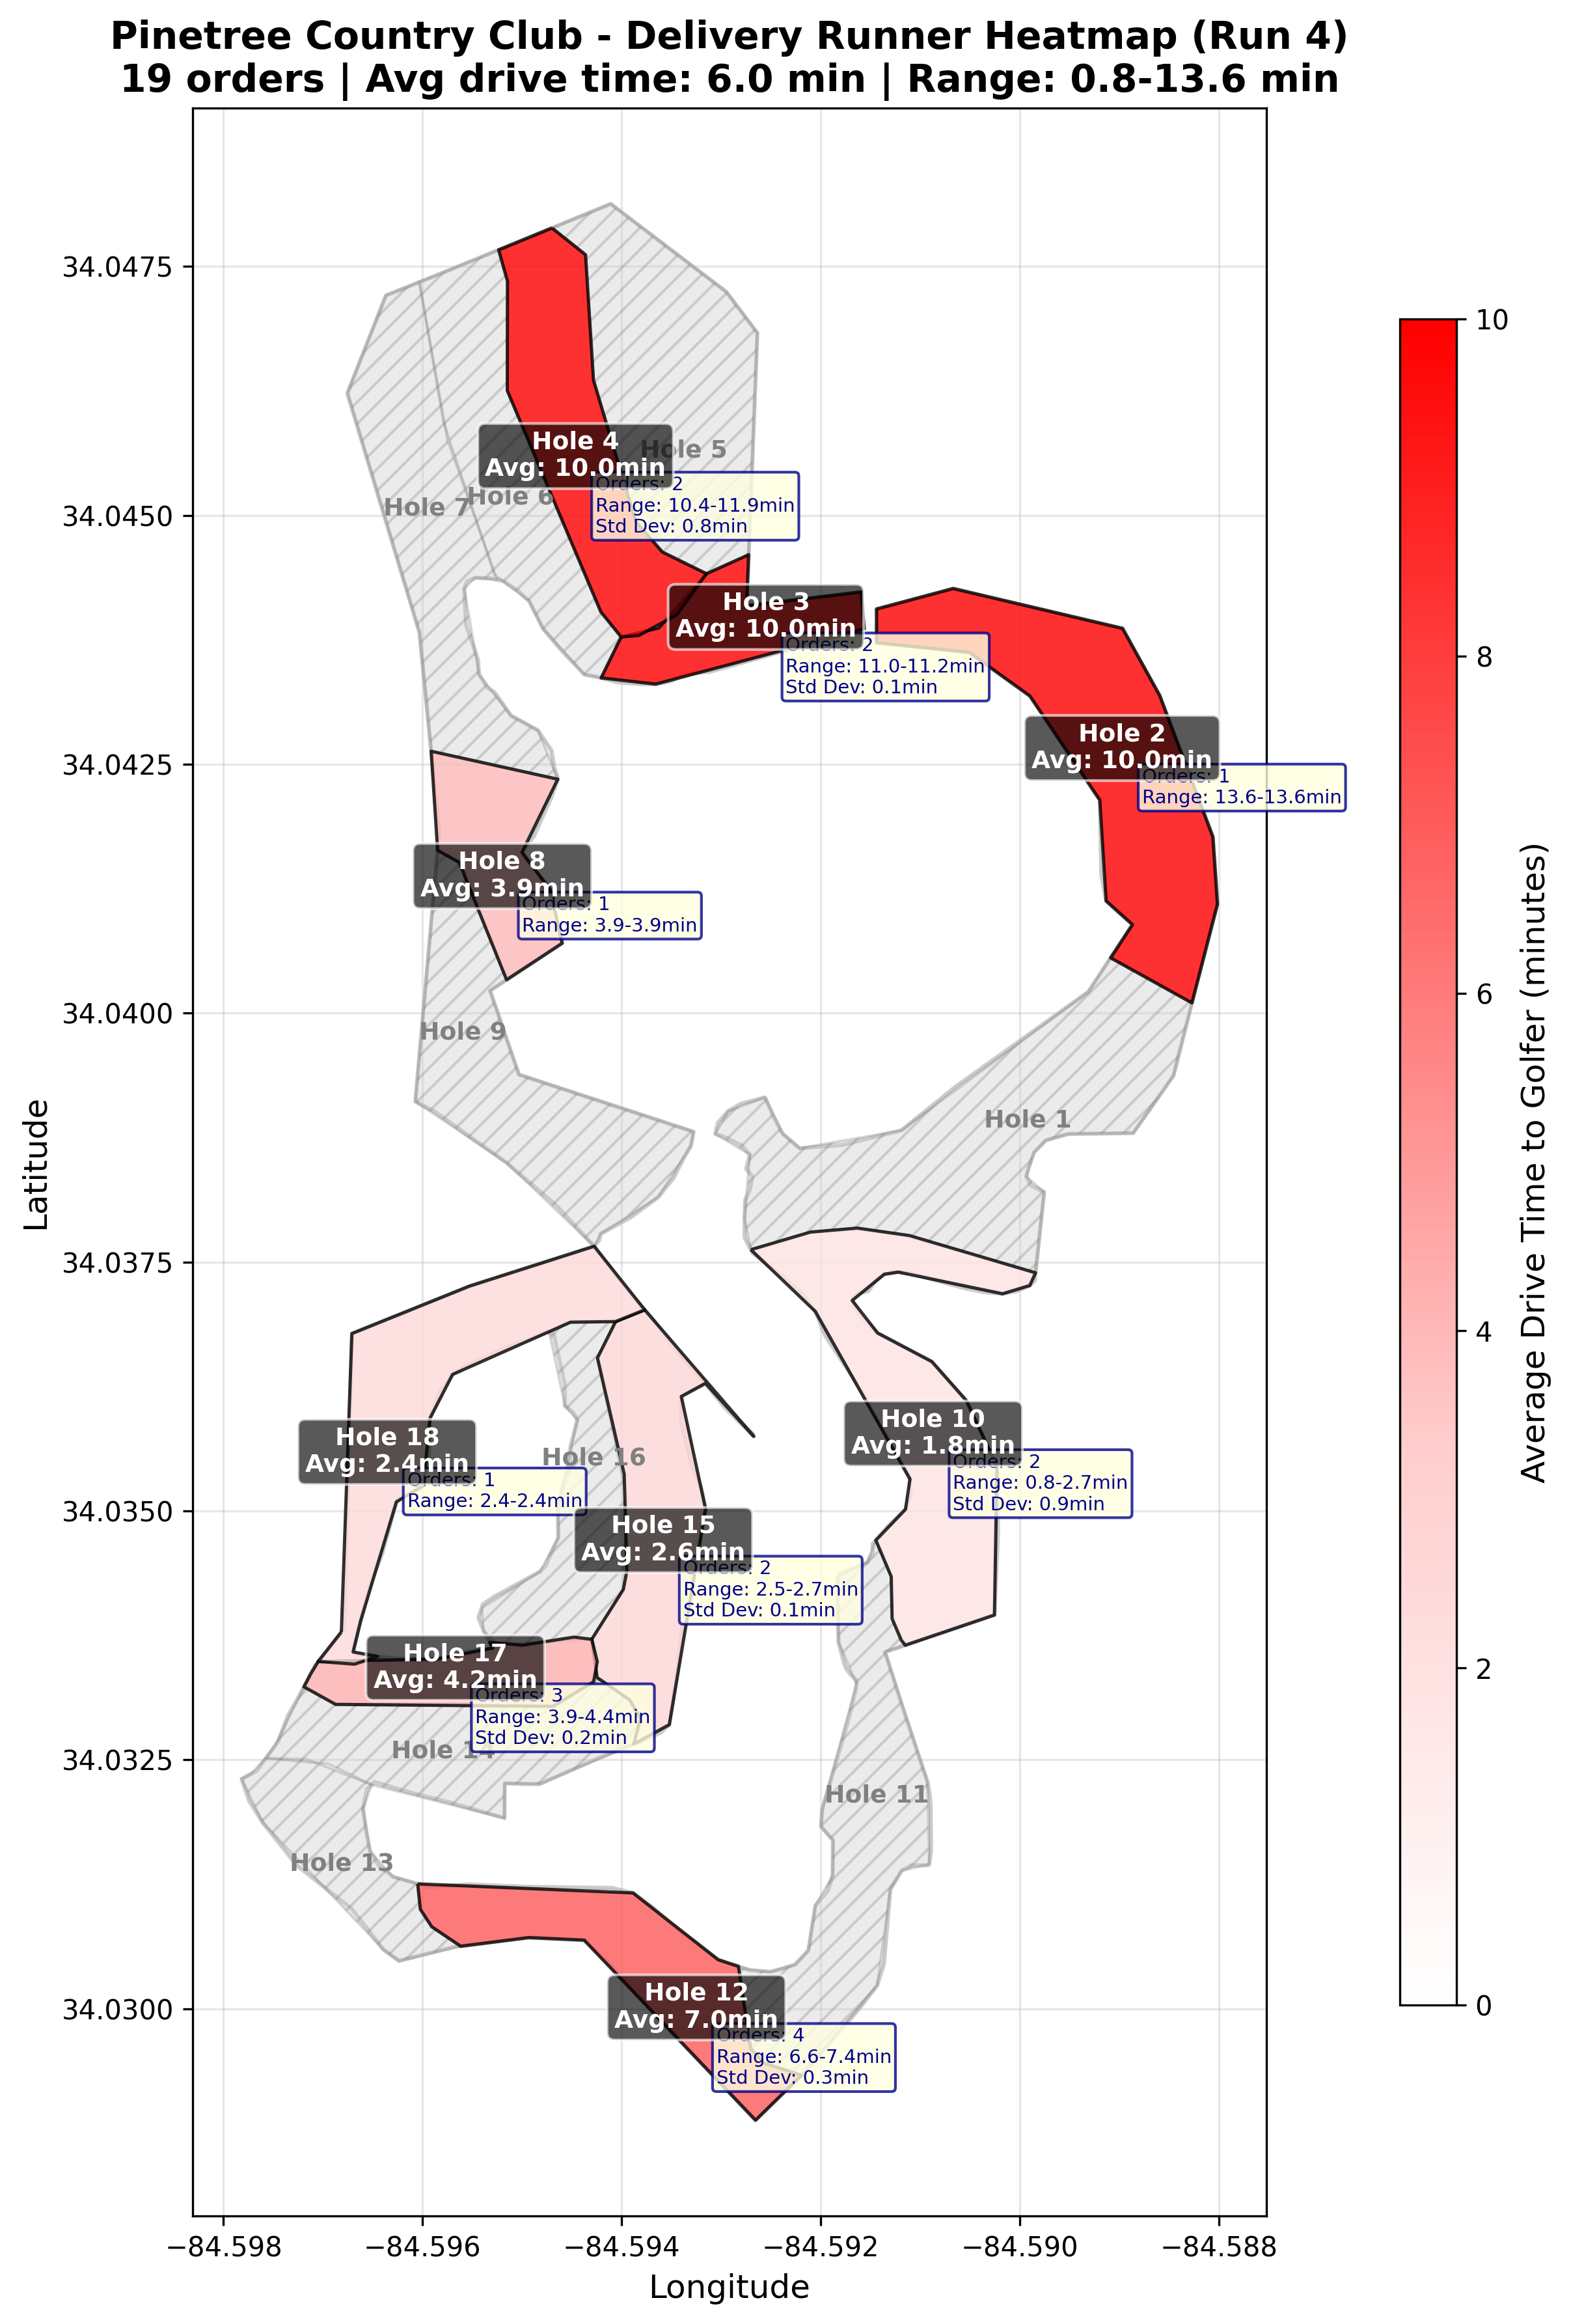 Pinetree Country Club - Delivery Runner Heatmap (Run 4)
19 orders | Avg drive time: 6.0 min | Range: 0.8-13.6 min
34.0475
34.0450
34.0425
34.0400
34.0375
34.0350
34.0325
34.0300
Latitude
−84.598
−84.596
−84.594
−84.592
−84.590
−84.588
Longitude
Hole 4
Avg: 10.0min
Orders: 2
Range: 10.4-11.9min
Std Dev: 0.8min
Hole 5
Hole 6
Hole 7
Hole 3
Avg: 10.0min
Orders: 2
Range: 11.0-11.2min
Std Dev: 0.1min
Hole 2
Avg: 10.0min
Orders: 1
Range: 13.6-13.6min
Hole 8
Avg: 3.9min
Orders: 1
Range: 3.9-3.9min
Hole 9
Hole 1
Hole 10
Avg: 1.8min
Orders: 2
Range: 0.8-2.7min
Std Dev: 0.9min
Hole 18
Avg: 2.4min
Orders: 1
Range: 2.4-2.4min
Hole 16
Hole 15
Avg: 2.6min
Orders: 2
Range: 2.5-2.7min
Std Dev: 0.1min
Hole 17
Avg: 4.2min
Orders: 3
Range: 3.9-4.4min
Std Dev: 0.2min
Hole 14
Hole 11
Hole 13
Hole 12
Avg: 7.0min
Orders: 4
Range: 6.6-7.4min
Std Dev: 0.3min
10
8
6
4
2
0
Average Drive Time to Golfer (minutes)